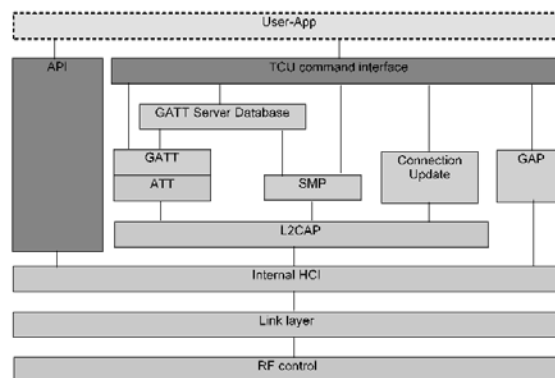 User-App
API
TCU command interface
GATT Server Database
GATT
ATT
SMP
Connection
Update
GAP
L2CAP
Internal HCI
Link layer
RF control